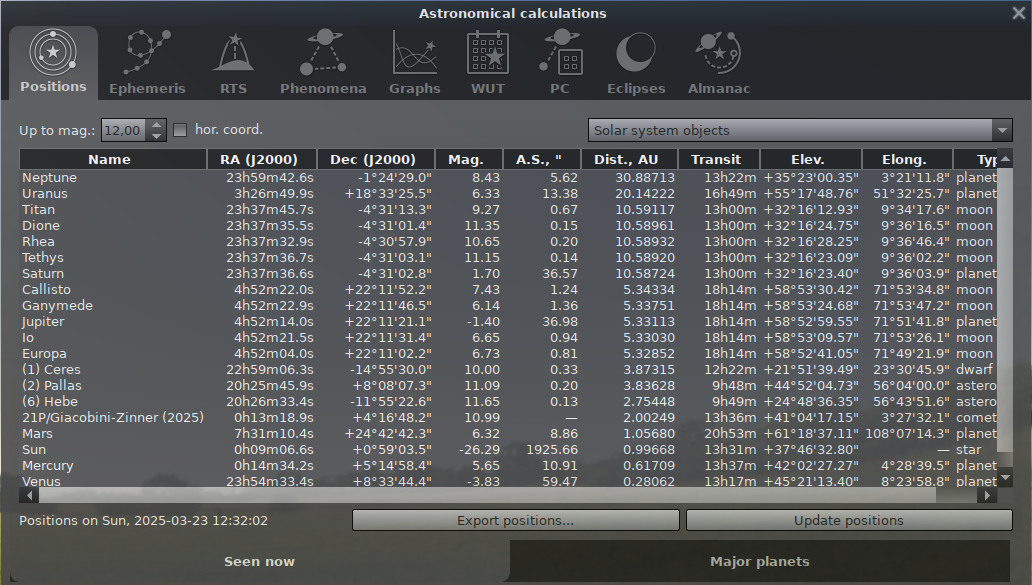 Astronomical calculations
Positions Ephemeris RTS Phenomena Graphs WUT PC Eclipses Almanac
Up to mag.: 12,00 hor. coord. Solar system objects
Name RA (J2000) Dec (J2000) Mag. A.S., " Dist., AU Transit Elev. Elong. Typ
Neptune 23h59m42.6s -1°24'29.0" 8.43 5.62 30.88713 13h22m +35°23'00.35" 3°21'11.8" planet
Uranus 3h26m49.9s +18°33'25.5" 6.33 13.38 20.14222 16h49m +55°17'48.76" 51°32'25.7" planet
Titan 23h37m45.7s -4°31'13.3" 9.27 0.67 10.59117 13h00m +32°16'12.93" 9°34'17.6" moon
Dione 23h37m35.5s -4°31'01.4" 11.35 0.15 10.58961 13h00m +32°16'24.75" 9°36'16.5" moon
Rhea 23h37m32.9s -4°30'57.9" 10.65 0.20 10.58932 13h00m +32°16'28.25" 9°36'46.4" moon
Tethys 23h37m36.7s -4°31'03.1" 11.15 0.14 10.58920 13h00m +32°16'23.09" 9°36'02.2" moon
Saturn 23h37m36.6s -4°31'02.8" 1.70 36.57 10.58724 13h00m +32°16'23.40" 9°36'03.9" planet
Callisto 4h52m22.0s +22°11'52.2" 7.43 1.24 5.34334 18h14m +58°53'30.42" 71°53'34.8" moon
Ganymede 4h52m22.9s +22°11'46.5" 6.14 1.36 5.33751 18h14m +58°53'24.68" 71°53'47.2" moon
Jupiter 4h52m14.0s +22°11'21.1" -1.40 36.98 5.33113 18h14m +58°52'59.55" 71°51'41.8" planet
Io 4h52m21.5s +22°11'31.4" 6.65 0.94 5.33030 18h14m +58°53'09.57" 71°53'26.1" moon
Europa 4h52m04.0s +22°11'02.2" 6.73 0.81 5.32852 18h14m +58°52'41.05" 71°49'21.9" moon
(1) Ceres 22h59m06.3s -14°55'30.0" 10.00 0.33 3.87315 12h22m +21°51'39.49" 23°30'45.9" dwarf
(2) Pallas 20h25m45.9s +8°08'07.3" 11.09 0.20 3.83628 9h48m +44°52'04.73" 56°04'00.0" astero
(6) Hebe 20h26m33.4s -11°55'22.6" 11.65 0.13 2.75448 9h49m +24°48'36.35" 56°43'51.6" astero
21P/Giacobini-Zinner (2025) 0h13m18.9s +4°16'48.2" 10.99 — 2.00249 13h36m +41°04'17.15" 3°27'32.1" comet
Mars 7h31m10.4s +24°42'42.3" 6.32 8.86 1.05680 20h53m +61°18'37.11" 108°07'14.3" planet
Sun 0h09m06.6s +0°59'03.5" -26.29 1925.66 0.99668 13h31m +37°46'32.80" — star
Mercury 0h14m34.2s +5°14'58.4" 5.65 10.91 0.61709 13h37m +42°02'27.27" 4°28'39.5" planet
Venus 23h54m33.4s +8°33'44.4" -3.83 59.47 0.28062 13h17m +45°21'13.40" 8°23'58.8" planet
Positions on Sun, 2025-03-23 12:32:02 Export positions... Update positions
Seen now Major planets